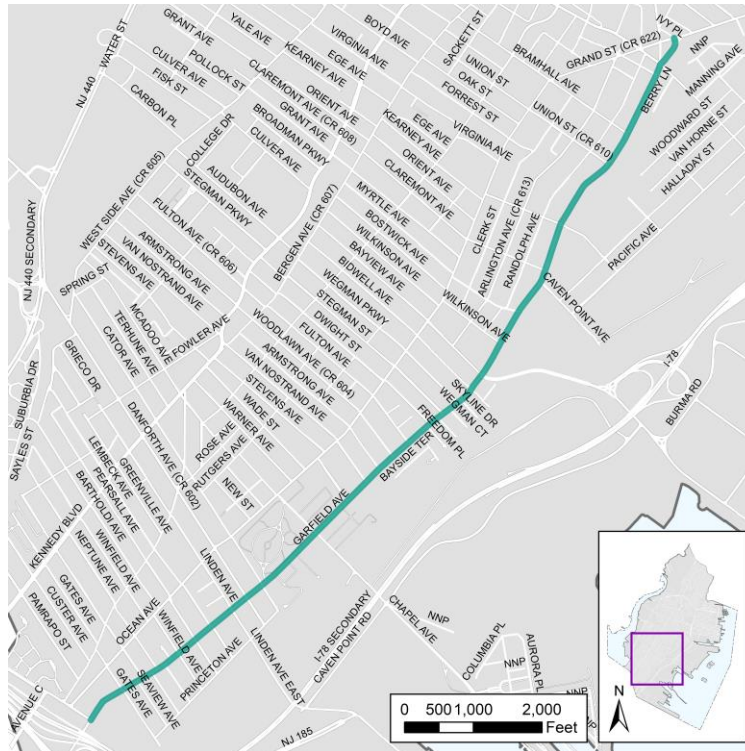 IVY PL
GRAND ST (CR 622)
NNP
MANNING AVE
BERRY LN
WOODWARD ST
VAN HORNE ST
HALLADAY ST
GRANT AVE
YALE AVE
KEARNEY AVE
BOYD AVE
VIRGINIA AVE
EGE AVE
SACKETT ST
BRAMHALL AVE
UNION ST
OAK ST
FORREST ST
UNION ST (CR 610)
NJ 440
WATER ST
CULVER AVE
FISK ST
CARBON PL
POLLOCK ST
CLAREMONT AVE (CR 608)
ORIENT AVE
GRANT AVE
BROADMAN PKWY
CULVER AVE
COLLEGE DR
AUDUBON AVE
STEGMAN PKWY
EGE AVE
KEARNEY AVE
VIRGINIA AVE
ORIENT AVE
CLAREMONT AVE
WEST SIDE AVE (CR 605)
FULTON AVE (CR 606)
BERGEN AVE (CR 607)
MYRTLE AVE
BOSTWICK AVE
WILKINSON AVE
BAYVIEW AVE
BIDWELL AVE
WEGMAN PKWY
STEGMAN ST
DWIGHT ST
FULTON AVE
WOODLAWN AVE (CR 604)
ARMSTRONG AVE
VAN NOSTRAND AVE
STEVENS AVE
WADE ST
WARNER AVE
CLERK ST
ARLINGTON AVE (CR 613)
RANDOLPH AVE
CAVEN POINT AVE
PACIFIC AVE
WILKINSON AVE
SKYLINE DR
WEGMAN CT
FREEDOM PL
BAYSIDE TER
I-78
BURMA RD
NJ 440 SECONDARY
SPRING ST
ARMSTRONG AVE
VAN NOSTRAND AVE
STEVENS AVE
MCADOO AVE
TERHUNE AVE
CATOR AVE
FOWLER AVE
GRIECO DR
SUBURBIA DR
SAYLES ST
DANFORTH AVE (CR 602)
ROSE AVE
RUTGERS AVE
NEW ST
GARFIELD AVE
LEMBECK AVE
PEARSALL AVE
BARTHOLDI AVE
GREENVILLE AVE
WINFIELD AVE
NEPTUNE AVE
LINDEN AVE
KENNEDY BLVD
GATES AVE
CUSTER AVE
PAMRAPO ST
OCEAN AVE
WINFIELD AVE
PRINCETON AVE
SEAVIEW AVE
GATES AVE
AVENUE C
LINDEN AVE EAST
I-78 SECONDARY
CAVEN POINT RD
CHAPEL AVE
NNP
COLUMBIA PL
NNP
AURORA PL
NNP
NJ 185
0 500 1,000 2,000
Feet
N